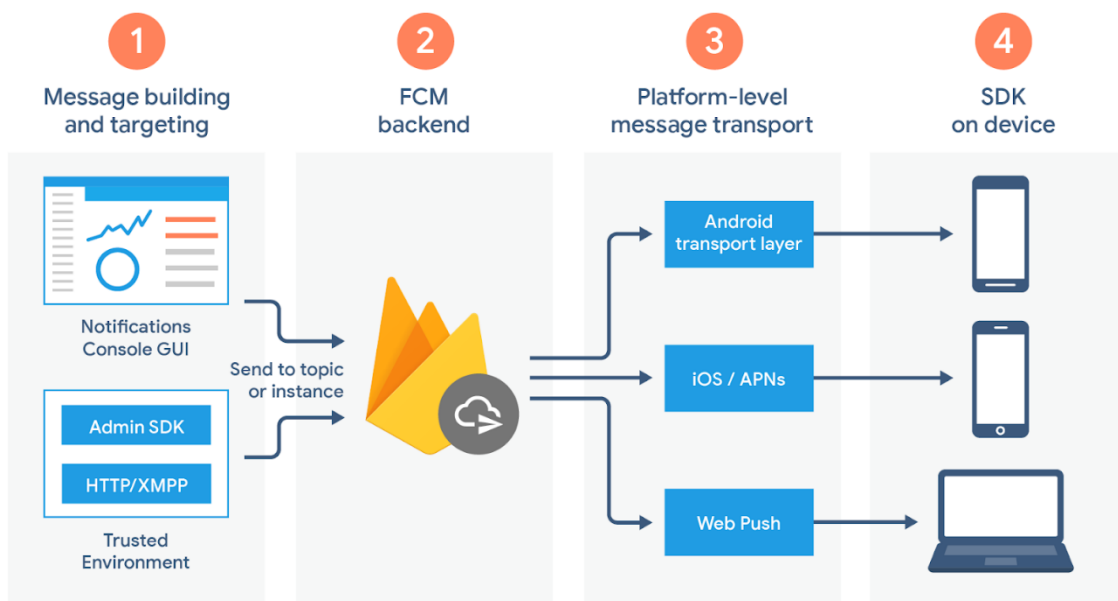 1
Message building
and targeting
2
FCM
backend
3
Platform-level
message transport
4
SDK
on device
Notifications
Console GUI
Send to topic
or instance
Admin SDK
HTTP/XMPP
Trusted
Environment
Android
transport layer
iOS / APNs
Web Push